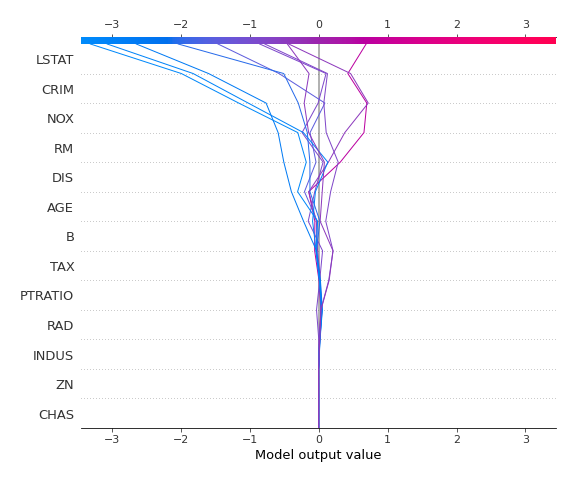 −3 −2 −1 0 1 2 3
LSTAT
CRIM
NOX
RM
DIS
AGE
B
TAX
PTRATIO
RAD
INDUS
ZN
CHAS
−3 −2 −1 0 1 2 3
Model output value